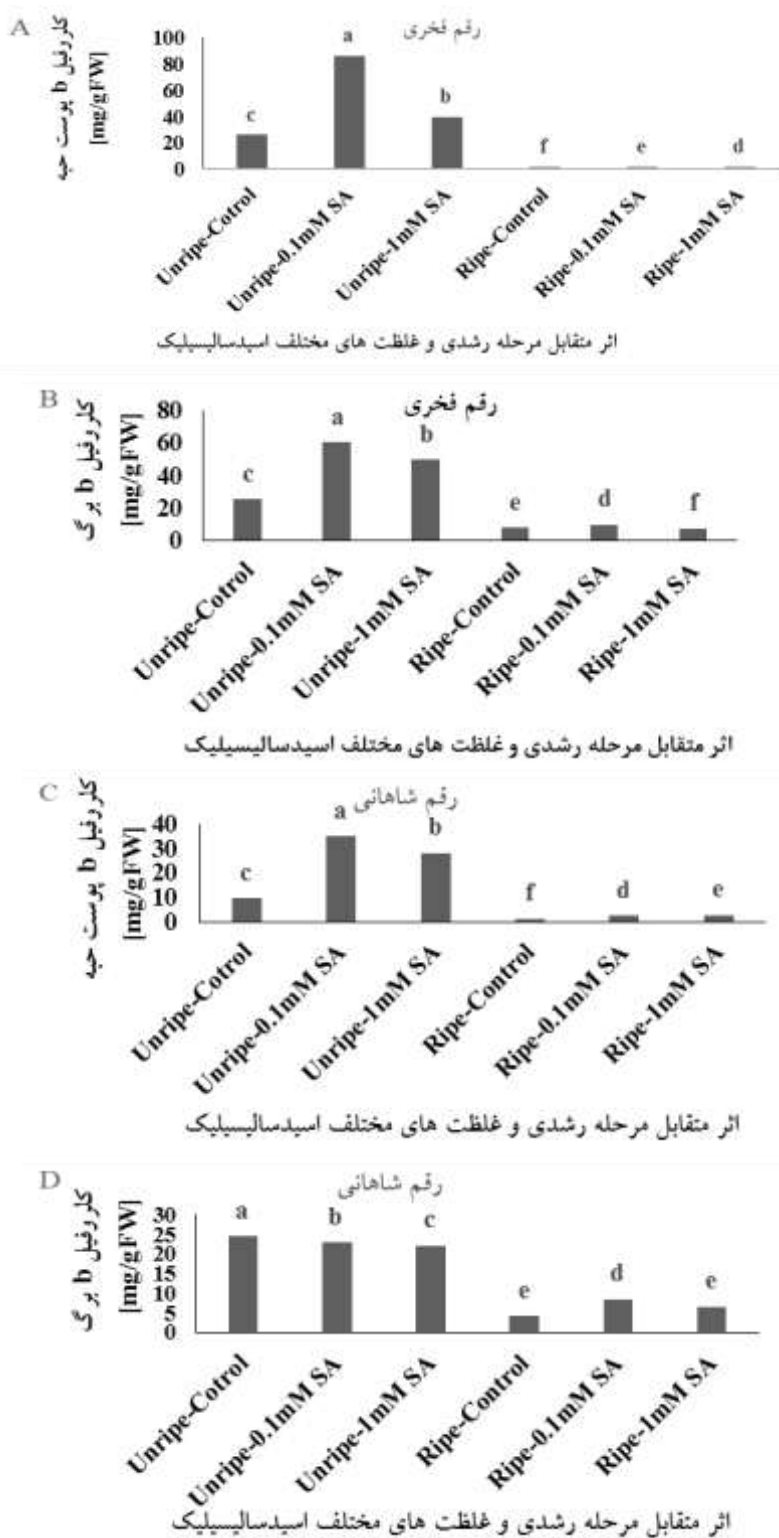 A
رقم فخری
کلروفیل b پوست حبه
[mg/gFW]
100
80
60
40
20
0
c
a
b
f
e
d
Unripe-Cotrol
Unripe-0.1mM SA
Unripe-1mM SA
Ripe-Control
Ripe-0.1mM SA
Ripe-1mM SA
اثر متقابل مرحله رشدی و غلظت های مختلف اسیدسالیسیلیک
B
رقم فخری
کلروفیل b برگ
[mg/gFW]
80
60
40
20
0
c
a
b
e
d
f
Unripe-Cotrol
Unripe-0.1mM SA
Unripe-1mM SA
Ripe-Control
Ripe-0.1mM SA
Ripe-1mM SA
اثر متقابل مرحله رشدی و غلظت های مختلف اسیدسالیسیلیک
C
رقم شاهانی
کلروفیل b پوست حبه
[mg/gFW]
40
30
20
10
0
c
a
b
f
d
e
Unripe-Cotrol
Unripe-0.1mM SA
Unripe-1mM SA
Ripe-Control
Ripe-0.1mM SA
Ripe-1mM SA
اثر متقابل مرحله رشدی و غلظت های مختلف اسیدسالیسیلیک
D
رقم شاهانی
کلروفیل b برگ
[mg/gFW]
30
25
20
15
10
5
0
a
b
c
e
d
e
Unripe-Cotrol
Unripe-0.1mM SA
Unripe-1mM SA
Ripe-Control
Ripe-0.1mM SA
Ripe-1mM SA
اثر متقابل مرحله رشدی و غلظت های مختلف اسیدسالیسیلیک